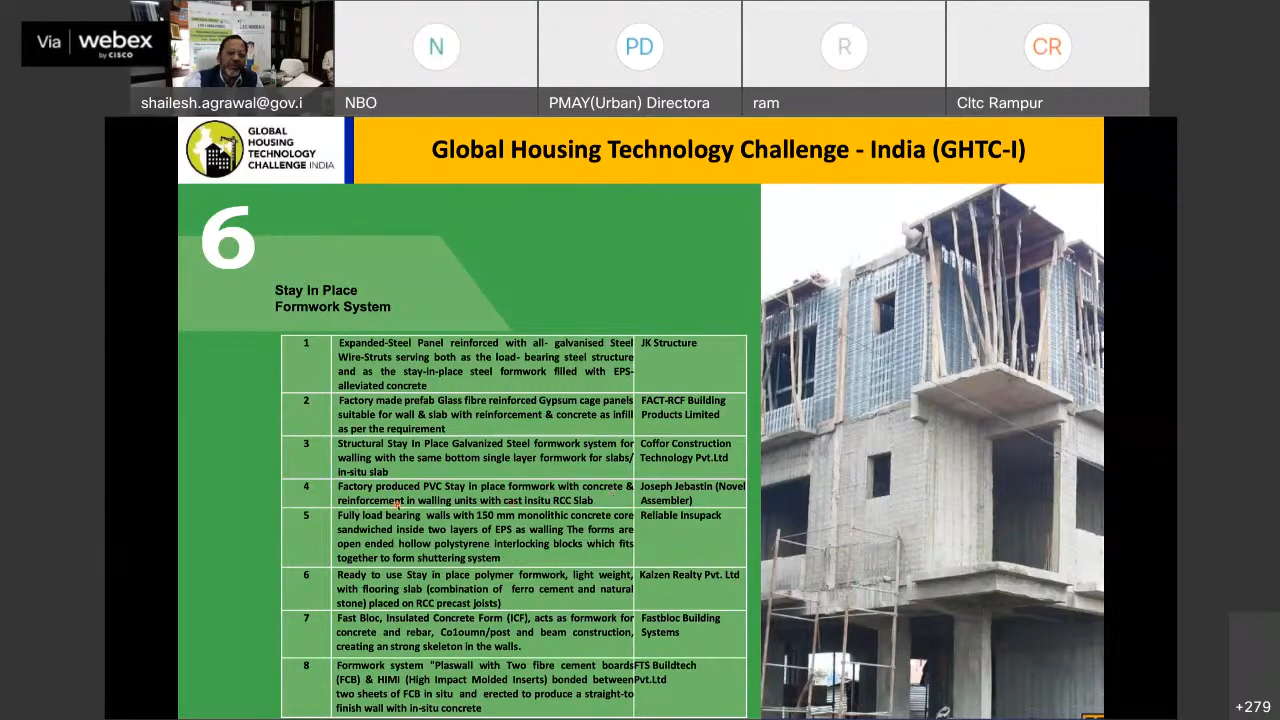 Via webex
by CISCO
shailesh.agrawal@gov.i
N
NBO
PD
PMAY(Urban) Directora
R
ram
CR
Cltc Rampur
GLOBAL
HOUSING
TECHNOLOGY
CHALLENGE INDIA
Global Housing Technology Challenge - India (GHTC-I)
6
Stay In Place
Formwork System
1 Expanded-Steel Panel reinforced with all- galvanised Steel JK Structure
Wire-Struts serving both as the load- bearing steel structure
and as the stay-in-place steel formwork filled with EPS-
alleviated concrete
2 Factory made prefab Glass fibre reinforced Gypsum cage panels FACT-RCF Building
suitable for wall & slab with reinforcement & concrete as infill Products Limited
as per the requirement
3 Structural Stay In Place Galvanized Steel formwork system for Coffor Construction
walling with the same bottom single layer formwork for slabs/ Technology Pvt.Ltd
in-situ slab
4 Factory produced PVC Stay in place formwork with concrete & Joseph Jebastin (Novel
reinforcement in walling units with cast insitu RCC Slab Assembler)
5 Fully load bearing walls with 150 mm monolithic concrete core Reliable Insupack
sandwiched inside two layers of EPS as walling The forms are
open ended hollow polystyrene interlocking blocks which fits
together to form shuttering system
6 Ready to use Stay in place polymer formwork, light weight, Kalzen Realty Pvt. Ltd
with flooring slab (combination of ferro cement and natural
stone) placed on RCC precast joists)
7 Fast Bloc, Insulated Concrete Form (ICF), acts as formwork for Fastbloc Building
concrete and rebar, Co1oumn/post and beam construction, Systems
creating an strong skeleton in the walls.
8 Formwork system "Plaswall with Two fibre cement boards FTS Buildtech
(FCB) & HIMI (High Impact Molded Inserts) bonded between Pvt.Ltd
two sheets of FCB in situ and erected to produce a straight-to
finish wall with in-situ concrete
+279